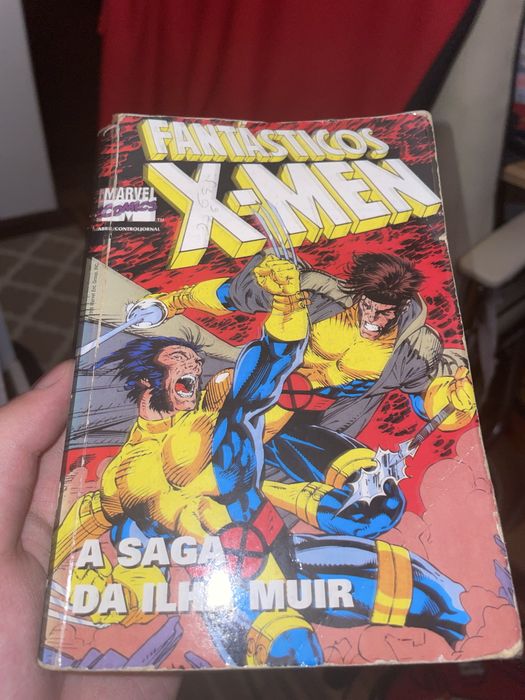 FANTÁSTICOS
X-MEN
MARVEL
COMICS
ABRIL/CONTROLJORNAL
A SAGA
DA ILHA MUIR